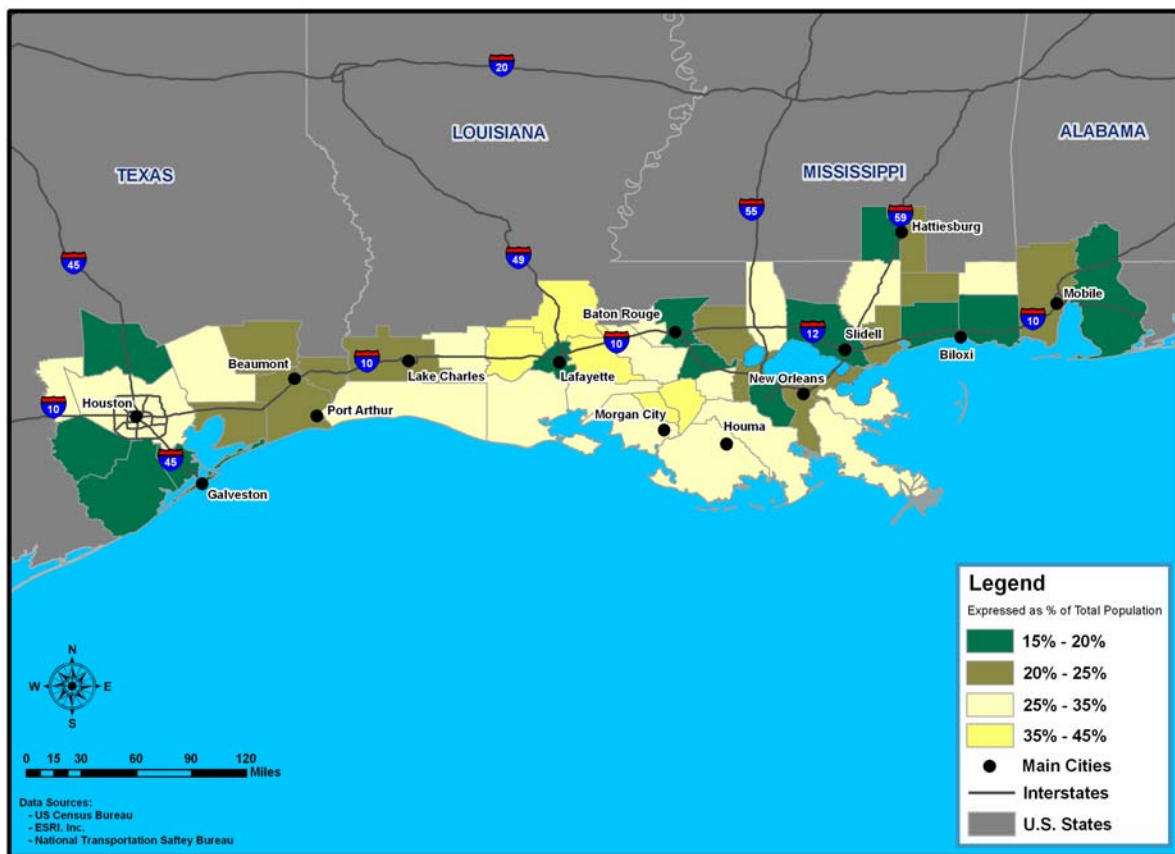 20
LOUISIANA
ALABAMA
TEXAS
MISSISSIPPI
55
59
Hattiesburg
45
49
Mobile
Baton Rouge
10
12
Slidell
10
Beaumont
10
Biloxi
Lake Charles
Lafayette
New Orleans
10
Houston
Port Arthur
Morgan City
Houma
45
Galveston
Legend
Expressed as % of Total Population
15% - 20%
20% - 25%
25% - 35%
35% - 45%
Main Cities
Interstates
U.S. States
N
W E
S
0 15 30 60 90 120
Miles
Data Sources:
- US Census Bureau
- ESRI. Inc.
- National Transportation Saftey Bureau